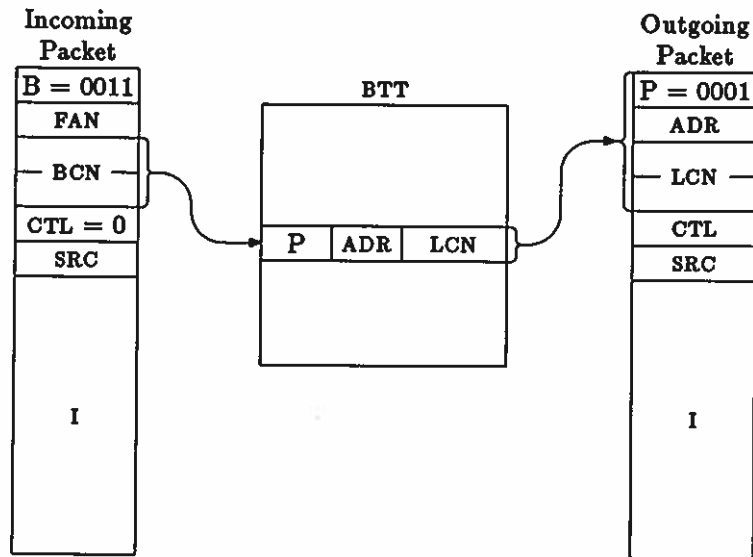 Incoming
Packet
B = 0011
FAN
BCN
CTL = 0
SRC
I
BTT
P ADR LCN
Outgoing
Packet
P = 0001
ADR
LCN
CTL
SRC
I